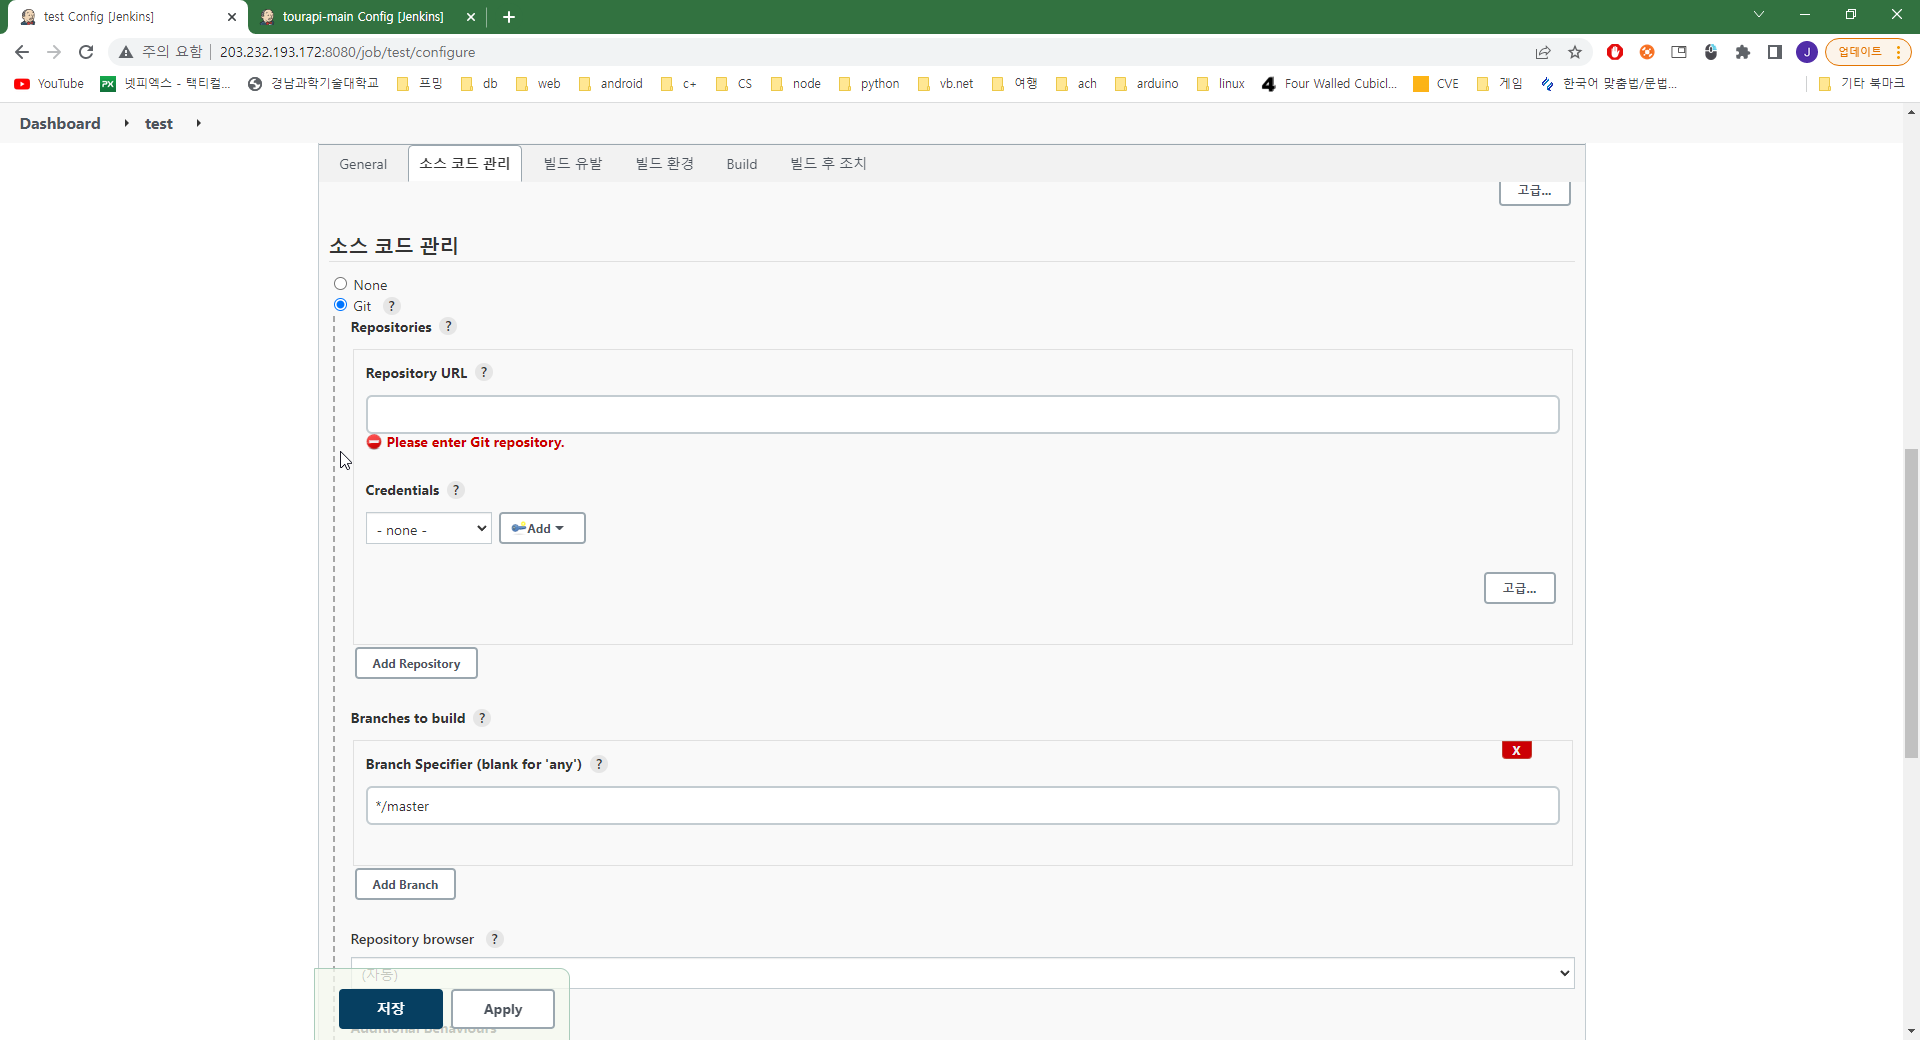 test Config [Jenkins]
tourapi-main Config [Jenkins]
주의 요함
203.232.193.172:8080/job/test/configure
J
업데이트
YouTube
PX
넷피엑스 - 택티컬...
경남과학기술대학교
프밍
db
web
android
c+
CS
node
python
vb.net
여행
ach
arduino
linux
4
Four Walled Cubicl...
CVE
게임
한국어 맞춤법/문법...
기타 북마크
Dashboard
test
General
소스 코드 관리
빌드 유발
빌드 환경
Build
빌드 후 조치
고급...
소스 코드 관리
None
Git ?
Repositories ?
Repository URL ?
Please enter Git repository.
Credentials ?
- none -
Add
고급...
Add Repository
Branches to build ?
X
Branch Specifier (blank for 'any') ?
*/master
Add Branch
Repository browser ?
(자동)
저장
Apply
Additional Behaviours